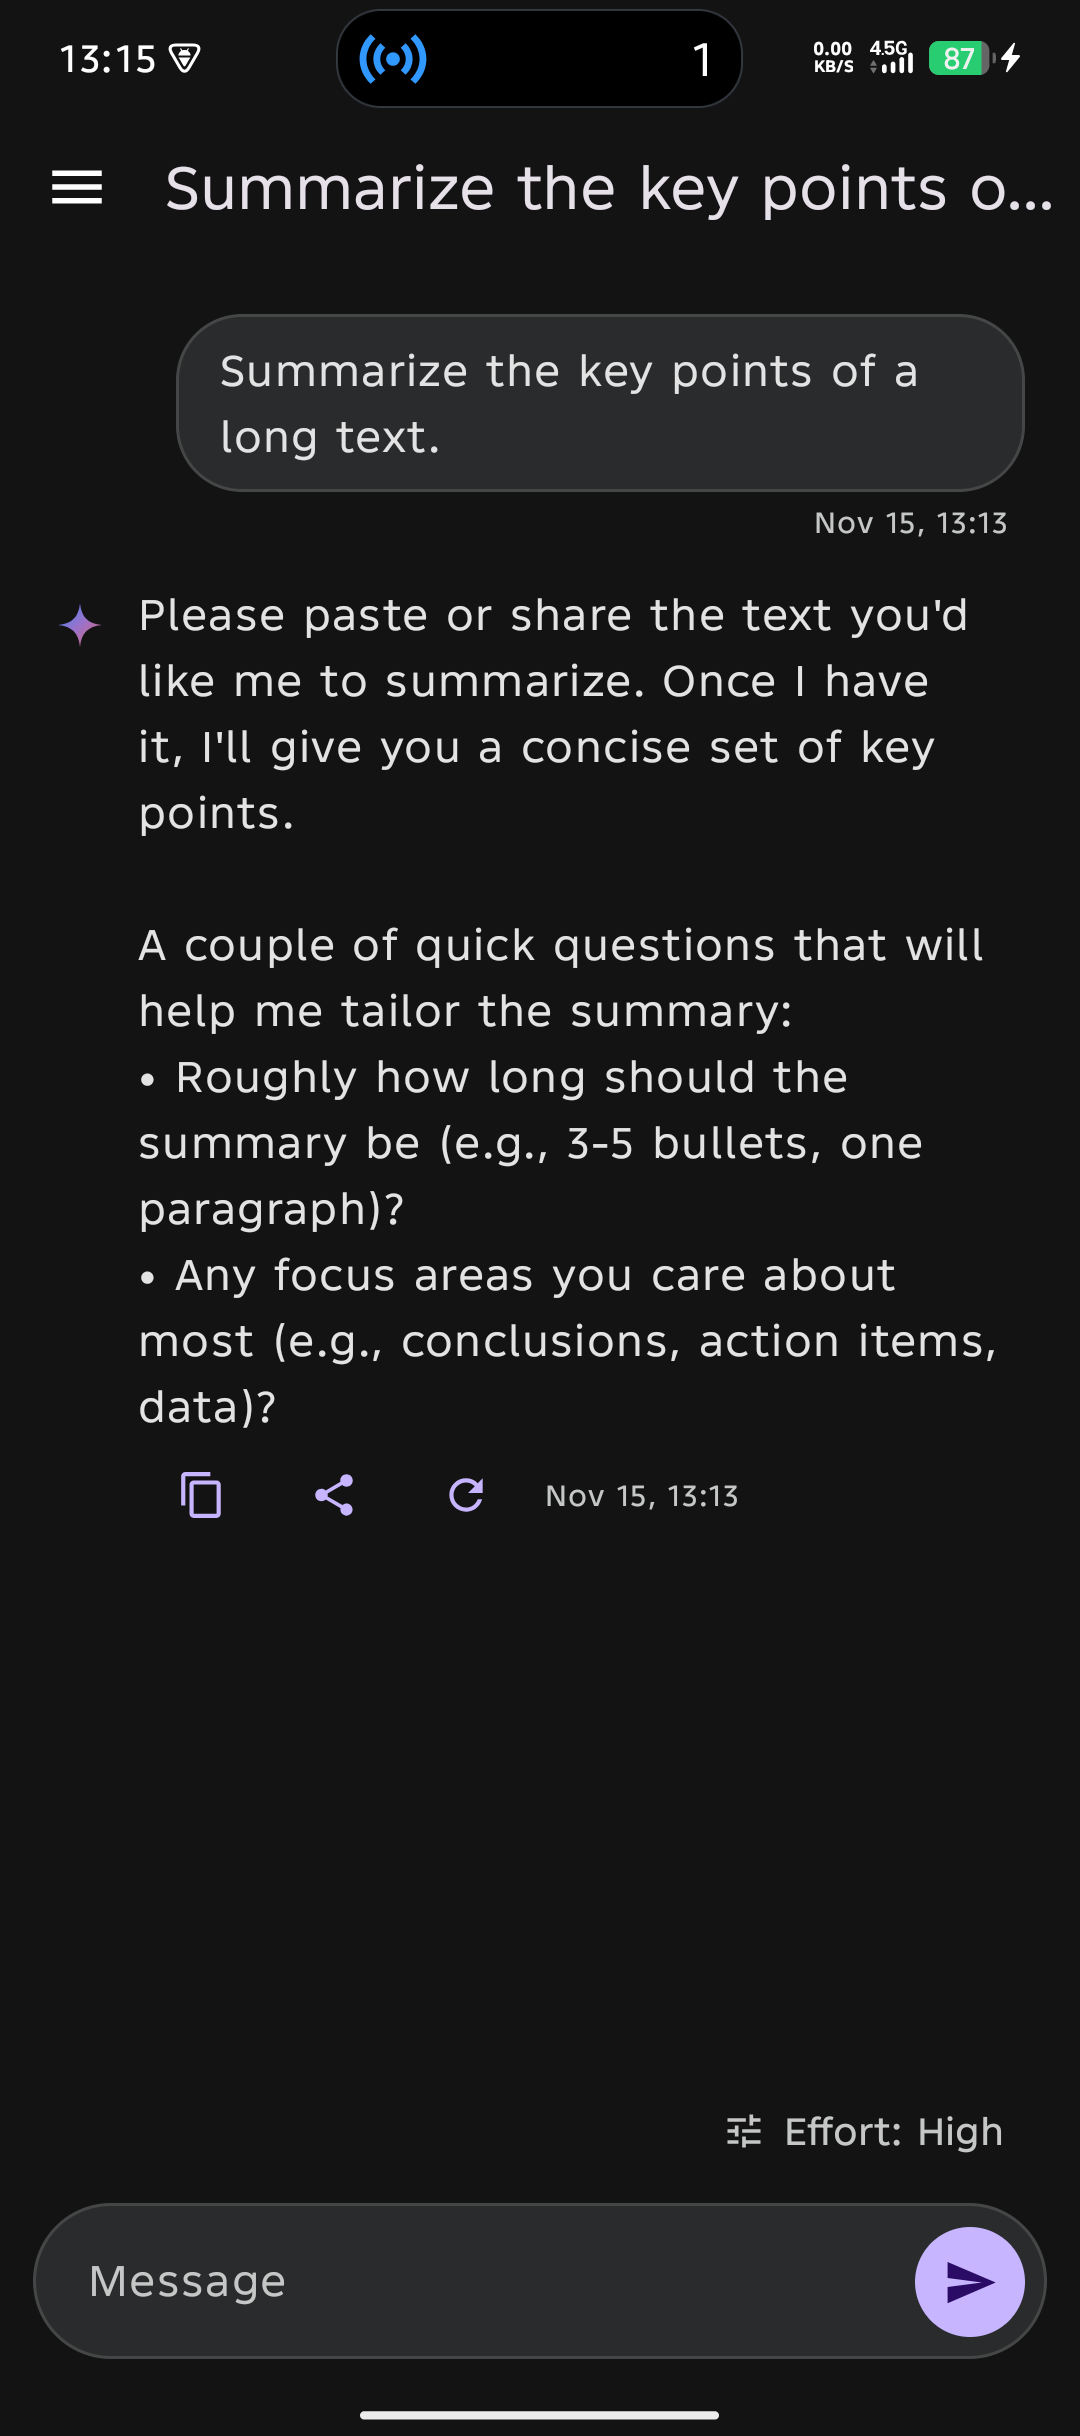 13:15
1
0.00
KB/S
4.5G
87
Summarize the key points o...
Summarize the key points of a
long text.
Nov 15, 13:13
Please paste or share the text you'd
like me to summarize. Once I have
it, I'll give you a concise set of key
points.
A couple of quick questions that will
help me tailor the summary:
• Roughly how long should the
summary be (e.g., 3-5 bullets, one
paragraph)?
• Any focus areas you care about
most (e.g., conclusions, action items,
data)?
Nov 15, 13:13
Effort: High
Message